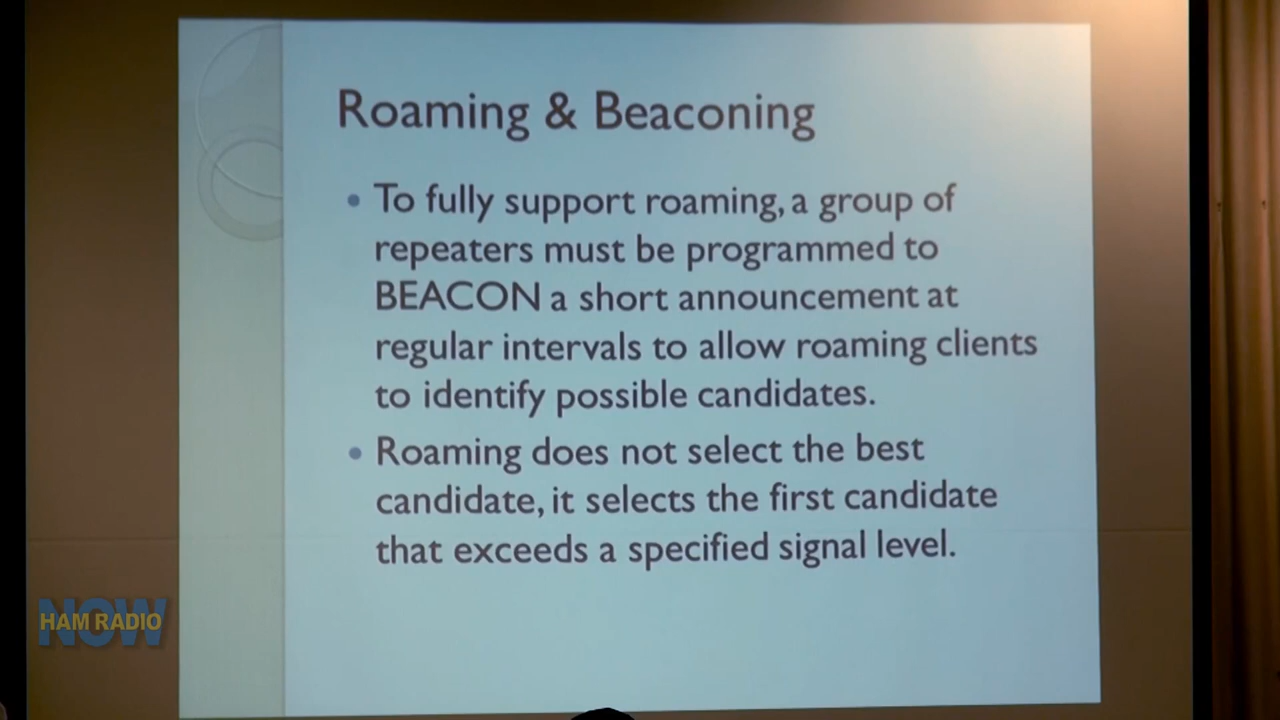 Roaming & Beaconing
• To fully support roaming, a group of
repeaters must be programmed to
BEACON a short announcement at
regular intervals to allow roaming clients
to identify possible candidates.
• Roaming does not select the best
candidate, it selects the first candidate
that exceeds a specified signal level.
NOW
HAM RADIO